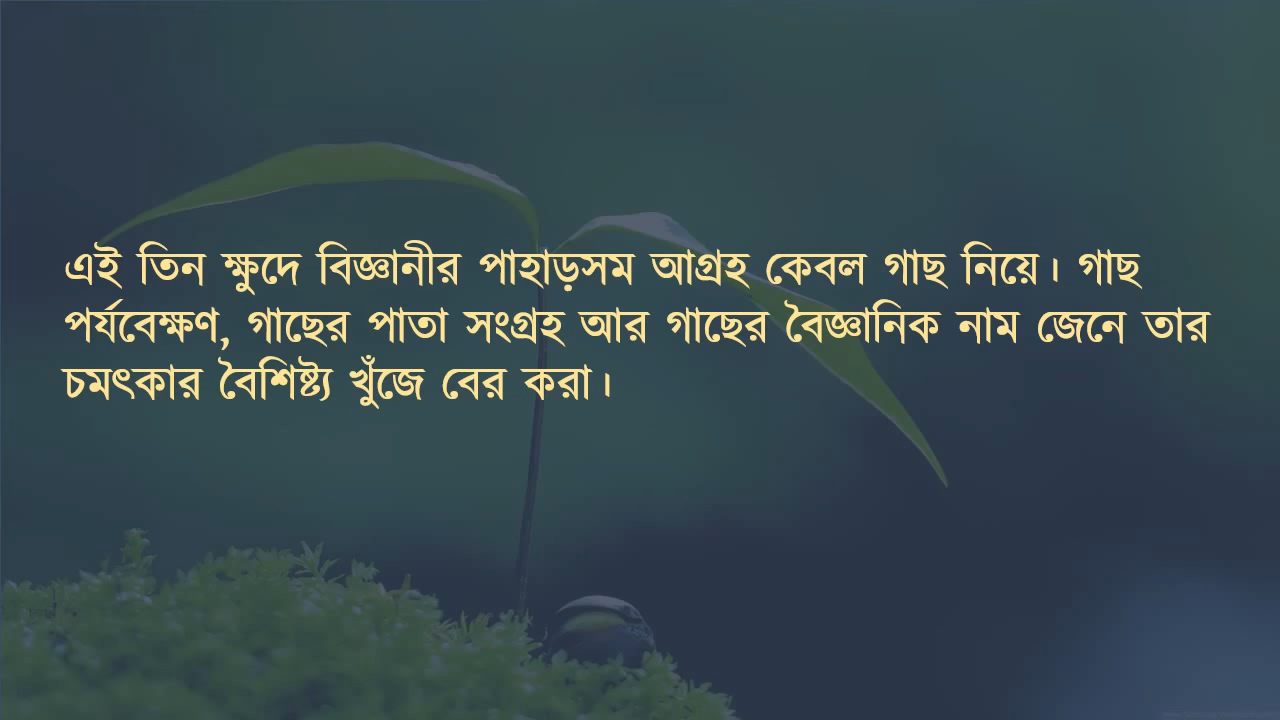 এই তিন ক্ষুদে বিজ্ঞানীর পাহাড়সম আগ্রহ কেবল গাছ নিয়ে। গাছ
পর্যবেক্ষণ, গাছের পাতা সংগ্রহ আর গাছের বৈজ্ঞানিক নাম জেনে তার
চমৎকার বৈশিষ্ট্য খুঁজে বের করা।